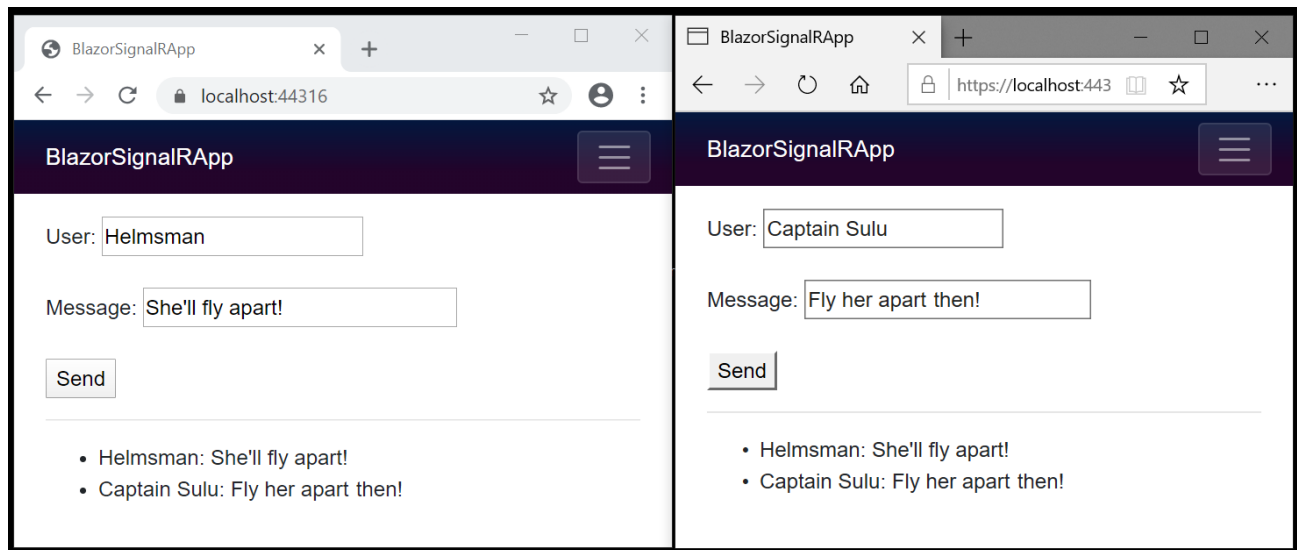 BlazorSignalRApp
localhost:44316
BlazorSignalRApp
User: Helmsman
Message: She'll fly apart!
Send
Helmsman: She'll fly apart!
Captain Sulu: Fly her apart then!
BlazorSignalRApp
https://localhost:443
BlazorSignalRApp
User: Captain Sulu
Message: Fly her apart then!
Send
Helmsman: She'll fly apart!
Captain Sulu: Fly her apart then!